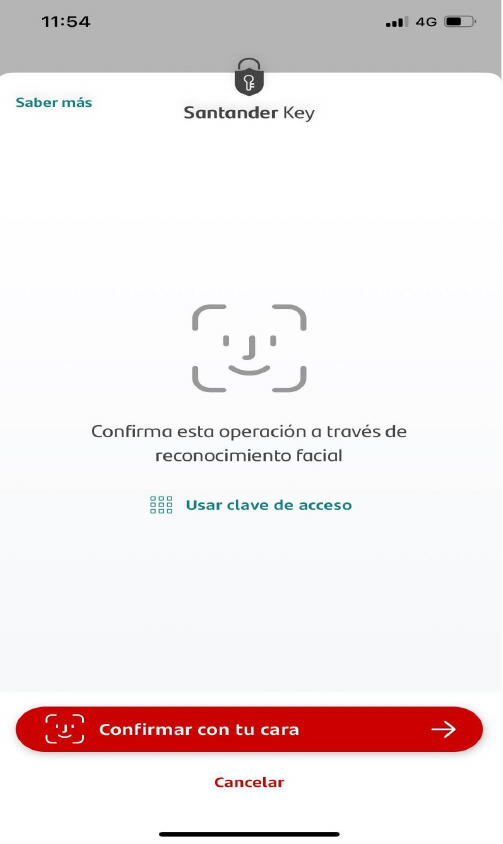 11:54
4G
Saber más
Santander Key
Confirma esta operación a través de
reconocimiento facial
Usar clave de acceso
Confirmar con tu cara
Cancelar